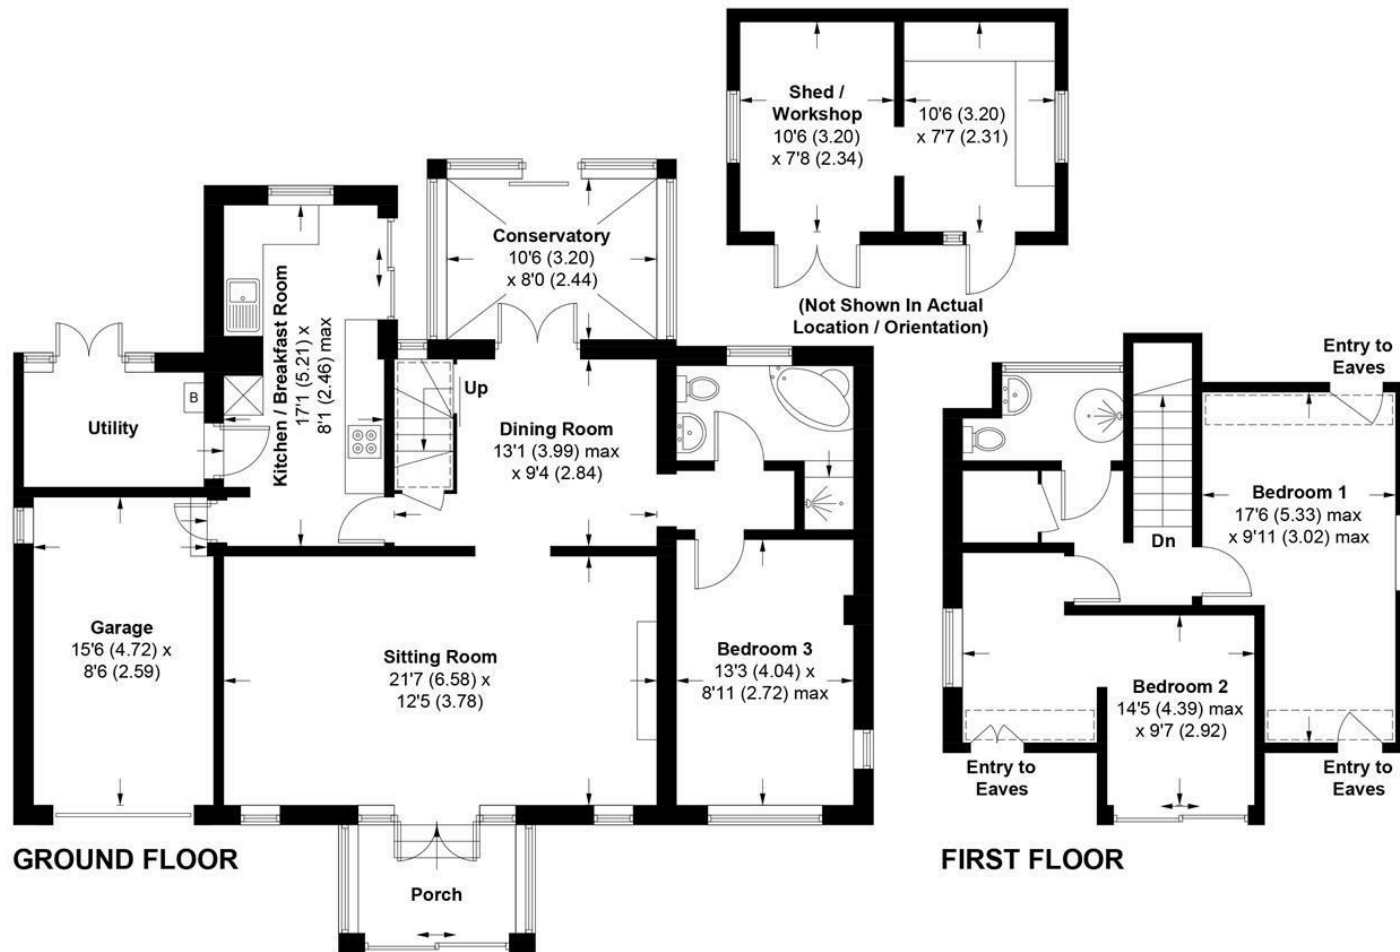 Shed /
Workshop
10'6 (3.20)
x 7'8 (2.34)
10'6 (3.20)
x 7'7 (2.31)
(Not Shown In Actual
Location / Orientation)
Conservatory
10'6 (3.20)
x 8'0 (2.44)
Kitchen / Breakfast Room
17'1 (5.21) x
8'1 (2.46) max
Utility
B
Up
Dining Room
13'1 (3.99) max
x 9'4 (2.84)
Garage
15'6 (4.72) x
8'6 (2.59)
Sitting Room
21'7 (6.58) x
12'5 (3.78)
Bedroom 3
13'3 (4.04) x
8'11 (2.72) max
Porch
GROUND FLOOR
Entry to
Eaves
Bedroom 1
17'6 (5.33) max
x 9'11 (3.02) max
Dn
Bedroom 2
14'5 (4.39) max
x 9'7 (2.92)
Entry to
Eaves
Entry to
Eaves
FIRST FLOOR